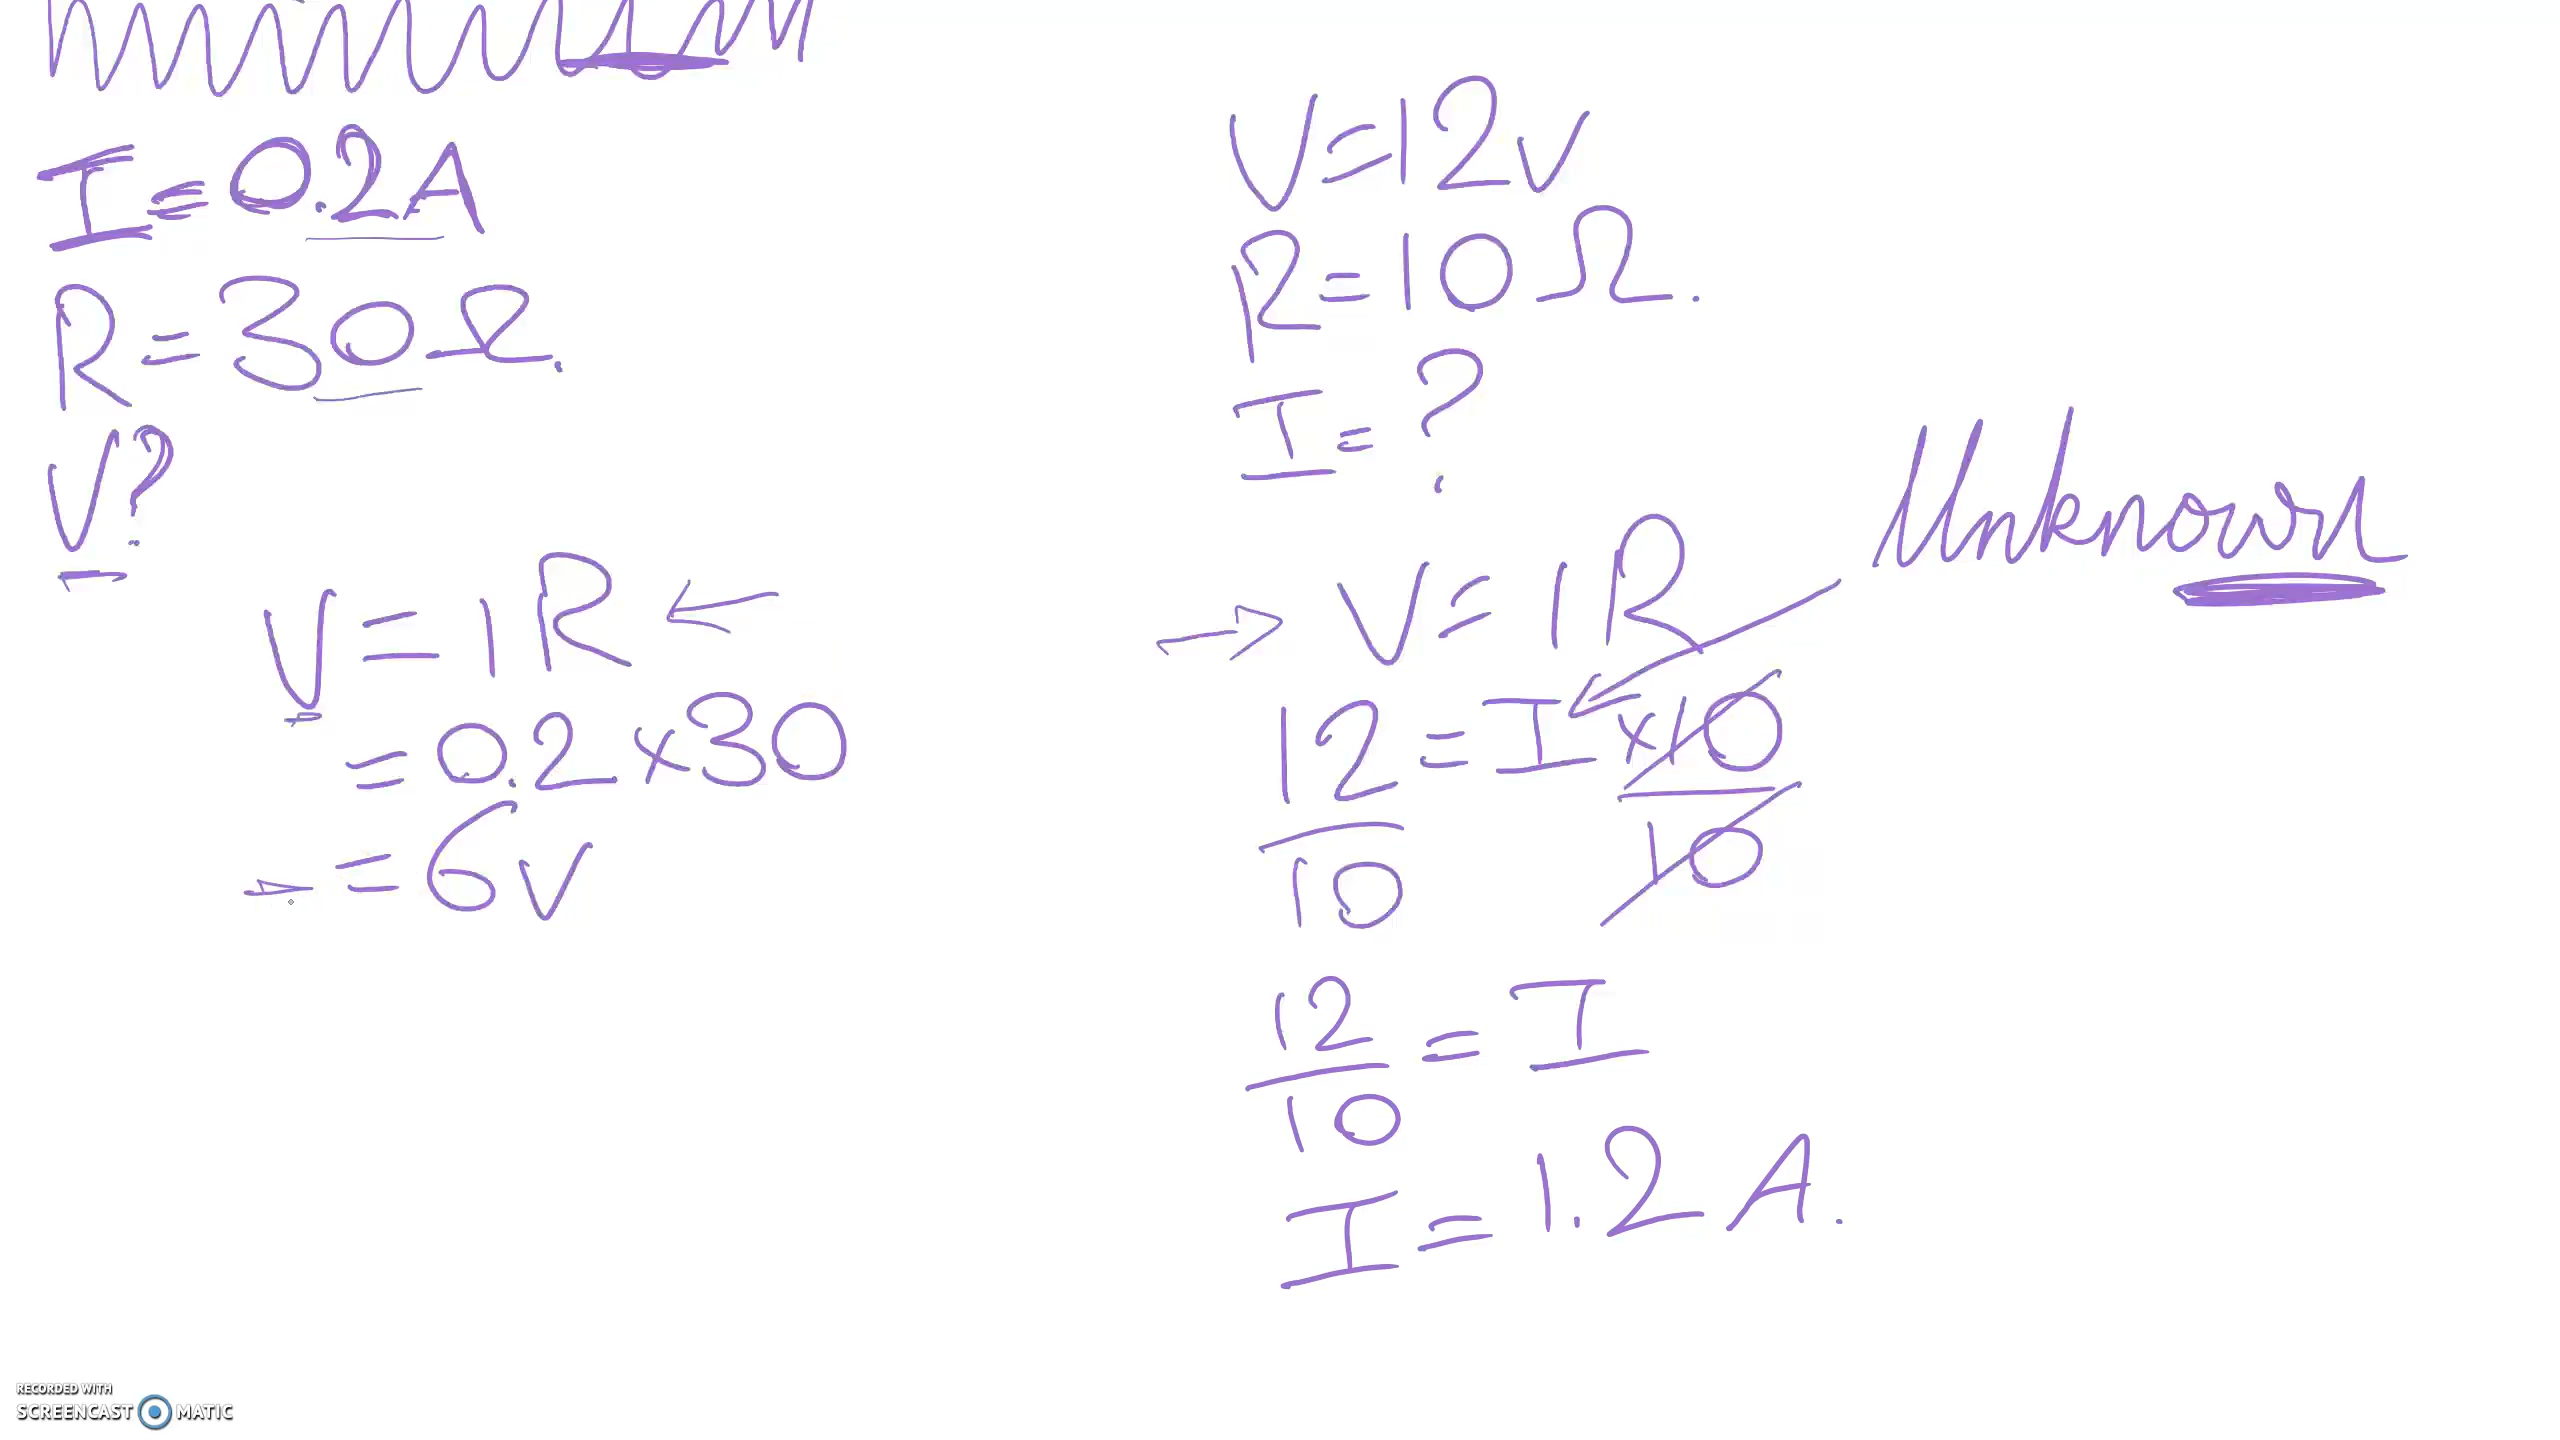 I = 0.2A
R = 30Ω.
V?
V = IR
= 0.2 × 30
= 6v
V = 12v
R = 10Ω.
I = ?
V = IR
Unknown
12 = I × 10
10 10
12 = I
10
I = 1.2 A.
RECORDED WITH
SCREENCAST MATIC